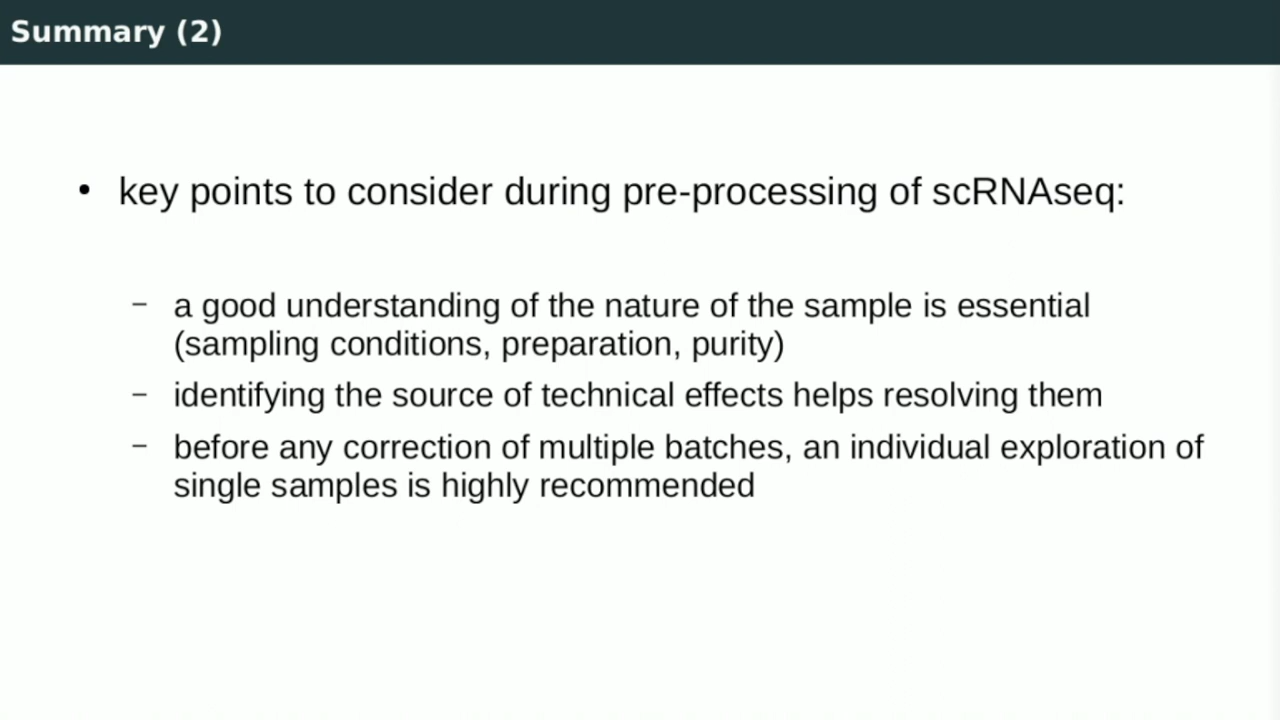 Summary (2)
• key points to consider during pre-processing of scRNAseq:
– a good understanding of the nature of the sample is essential
(sampling conditions, preparation, purity)
– identifying the source of technical effects helps resolving them
– before any correction of multiple batches, an individual exploration of
single samples is highly recommended